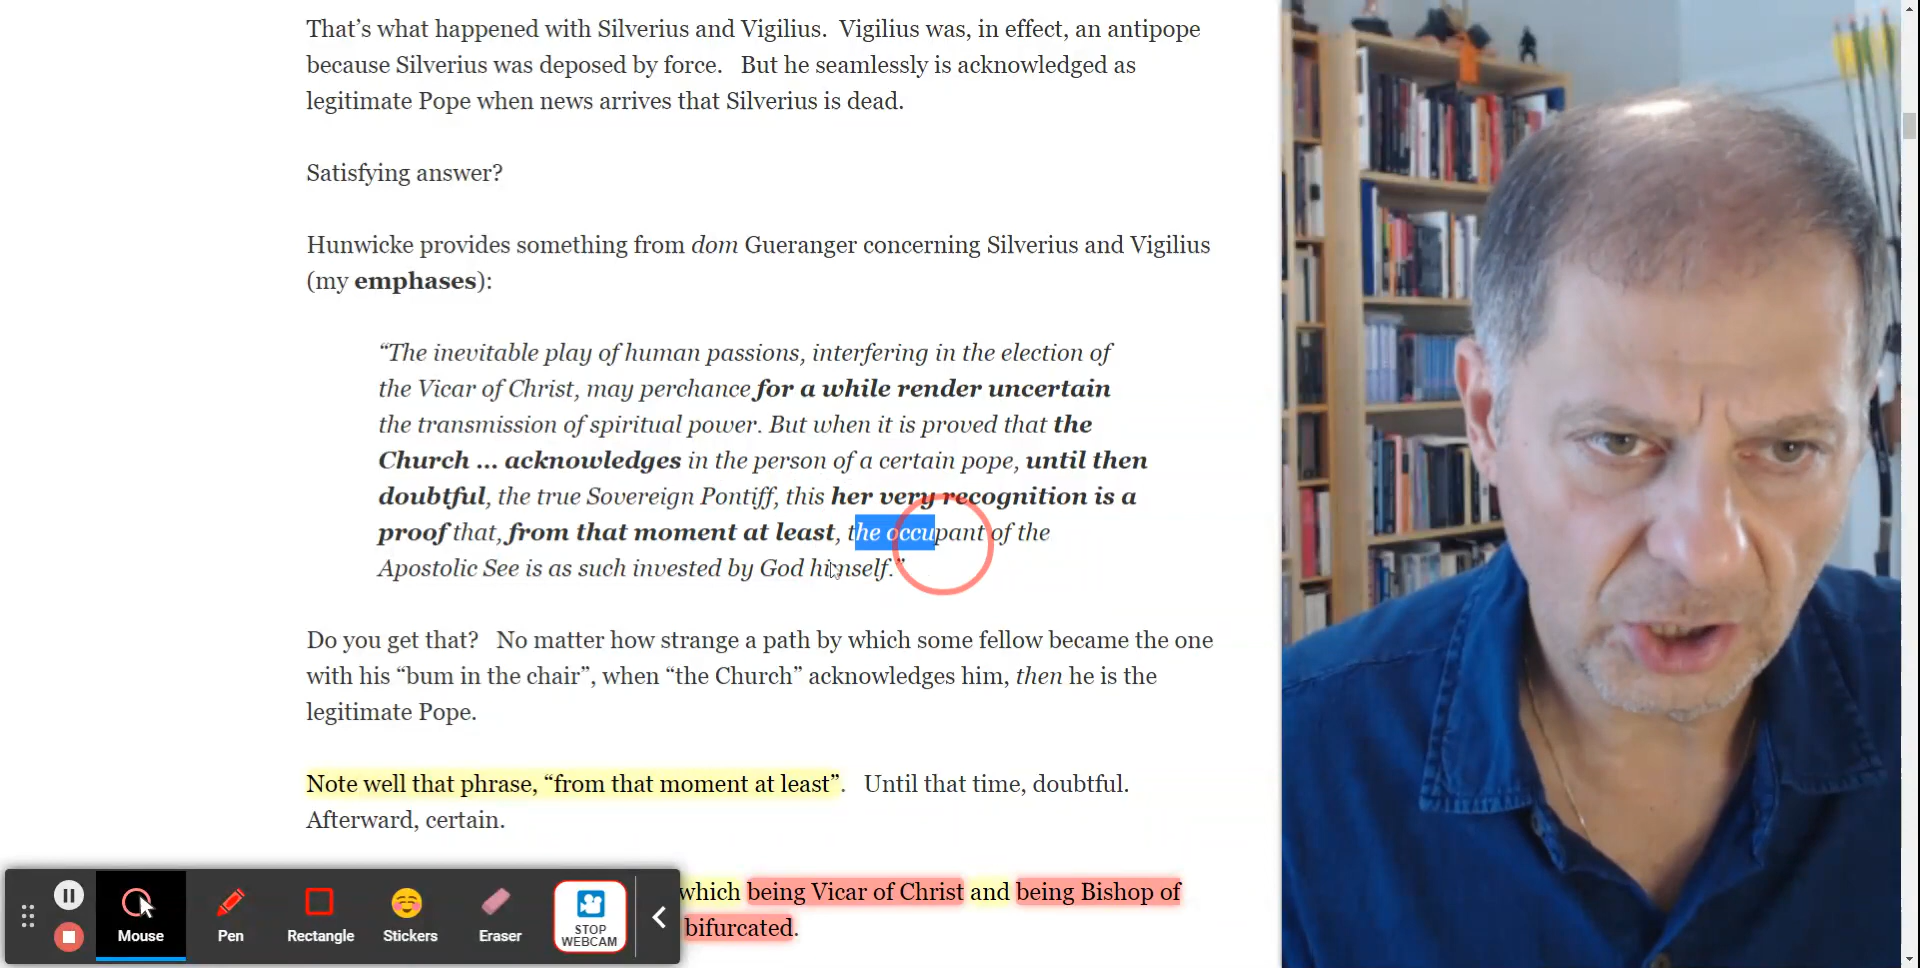 That’s what happened with Silverius and Vigilius.  Vigilius was, in effect, an antipope
because Silverius was deposed by force.   But he seamlessly is acknowledged as
legitimate Pope when news arrives that Silverius is dead.
Satisfying answer?
Hunwicke provides something from dom Gueranger concerning Silverius and Vigilius
(my emphases):
“The inevitable play of human passions, interfering in the election of
the Vicar of Christ, may perchance for a while render uncertain
the transmission of spiritual power. But when it is proved that the
Church … acknowledges in the person of a certain pope, until then
doubtful, the true Sovereign Pontiff, this her very recognition is a
proof that, from that moment at least, the occupant of the
Apostolic See is as such invested by God himself.”
Do you get that?   No matter how strange a path by which some fellow became the one
with his “bum in the chair”, when “the Church” acknowledges him, then he is the
legitimate Pope.
Note well that phrase, “from that moment at least”.   Until that time, doubtful.
Afterward, certain.
which being Vicar of Christ and being Bishop of
bifurcated.
Mouse
Pen
Rectangle
Stickers
Eraser
STOP
WEBCAM